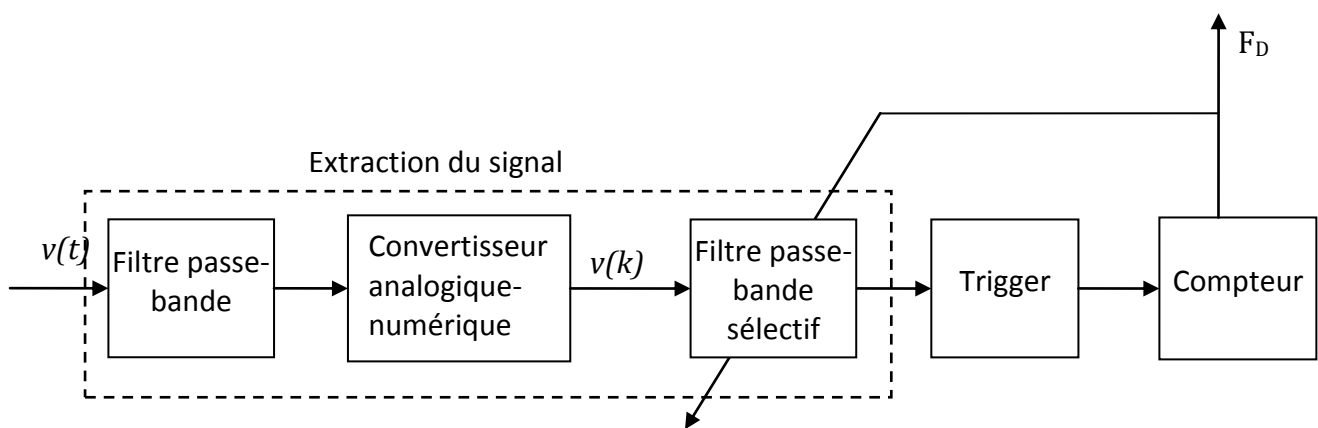 F_D
Extraction du signal
v(t)
Filtre passe-
bande
Convertisseur
analogique-
numérique
v(k)
Filtre passe-
bande
sélectif
Trigger
Compteur